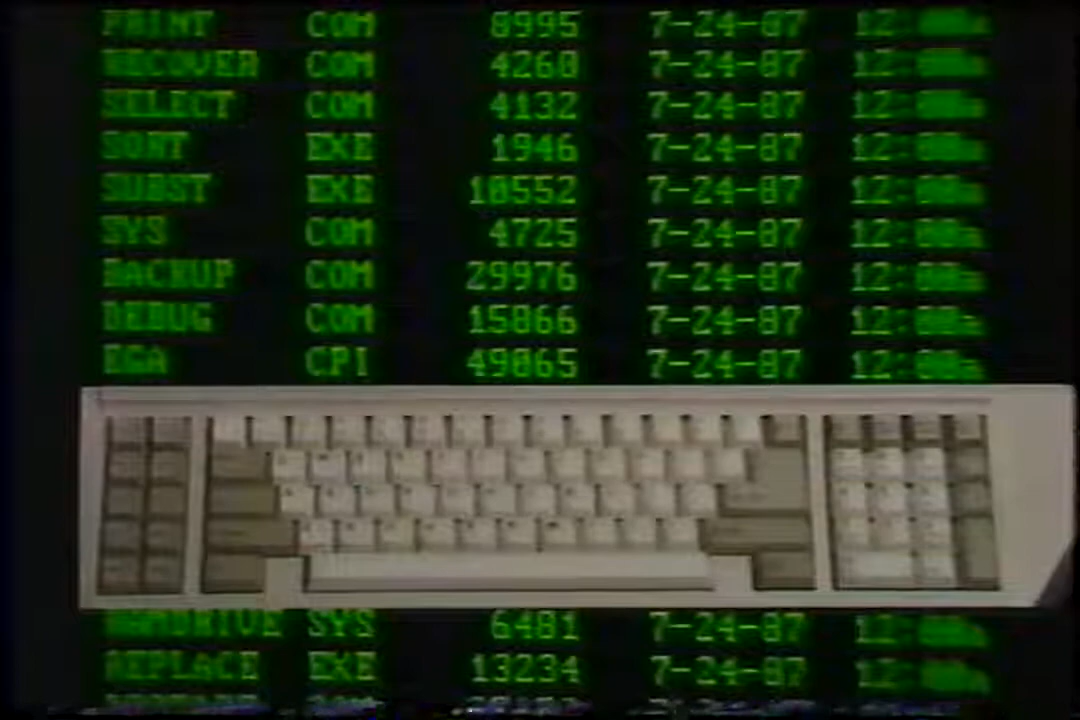 PRINT COM 8995 7-24-87 12:00a
RECOVER COM 4268 7-24-87 12:00a
SELECT COM 4132 7-24-87 12:00a
SORT EXE 1946 7-24-87 12:00a
SUBST EXE 10552 7-24-87 12:00a
SYS COM 4725 7-24-87 12:00a
BACKUP COM 29976 7-24-87 12:00a
DEBUG COM 15866 7-24-87 12:00a
EGA CPI 49065 7-24-87 12:00a
RAMDRIVE SYS 6481 7-24-87 12:00a
REPLACE EXE 13234 7-24-87 12:00a